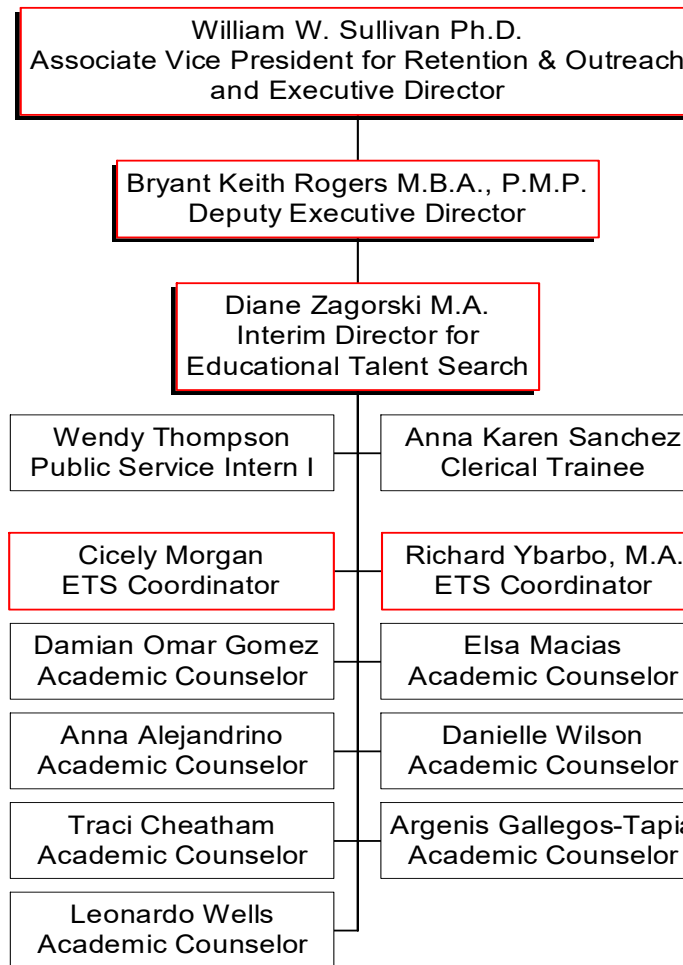 William W. Sullivan Ph.D.
Associate Vice President for Retention & Outreach
and Executive Director
Bryant Keith Rogers M.B.A., P.M.P.
Deputy Executive Director
Diane Zagorski M.A.
Interim Director for
Educational Talent Search
Wendy Thompson
Public Service Intern I
Anna Karen Sanchez
Clerical Trainee
Cicely Morgan
ETS Coordinator
Richard Ybarbo, M.A.
ETS Coordinator
Damian Omar Gomez
Academic Counselor
Elsa Macias
Academic Counselor
Anna Alejandrino
Academic Counselor
Danielle Wilson
Academic Counselor
Traci Cheatham
Academic Counselor
Argenis Gallegos-Tapia
Academic Counselor
Leonardo Wells
Academic Counselor